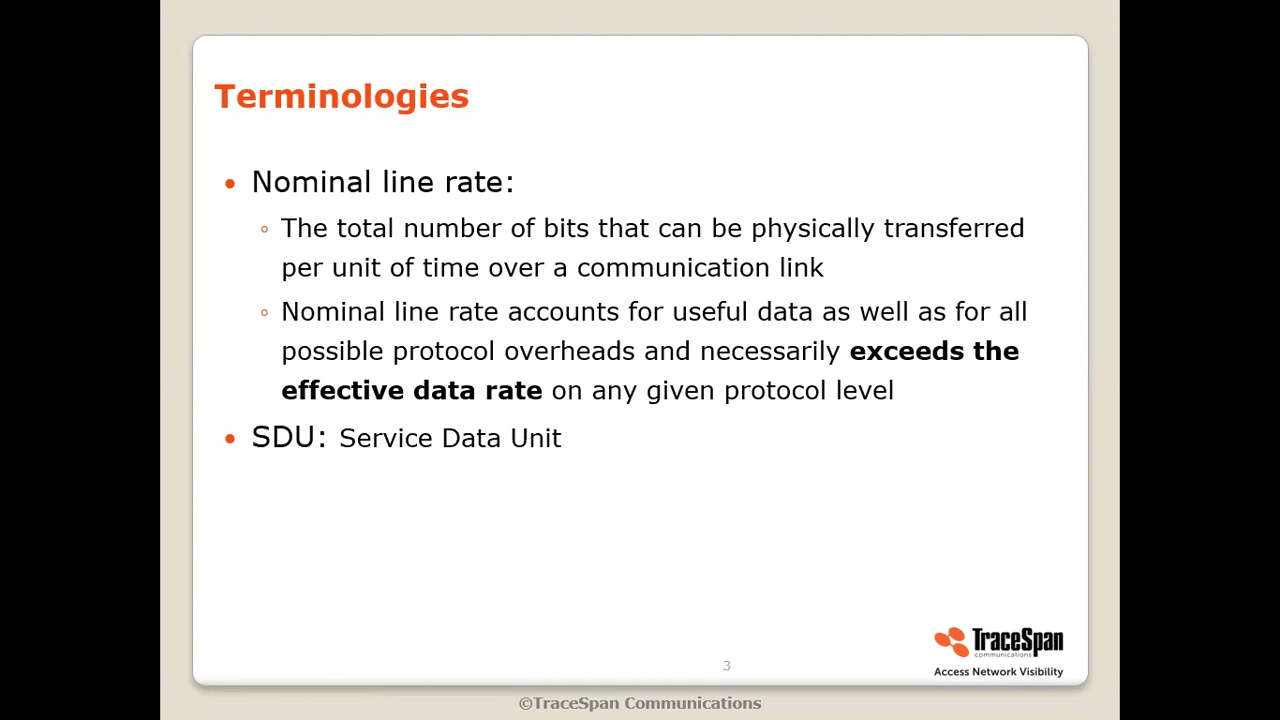 Terminologies
• Nominal line rate:
◦ The total number of bits that can be physically transferred
per unit of time over a communication link
◦ Nominal line rate accounts for useful data as well as for all
possible protocol overheads and necessarily exceeds the
effective data rate on any given protocol level
• SDU: Service Data Unit
TraceSpan
communications
Access Network Visibility
3
©TraceSpan Communications